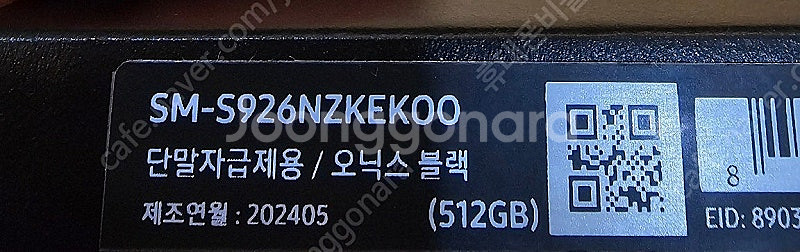 SM-S926NZKEKOO
단말자급제용 / 오닉스 블랙
제조연월 : 202405
(512GB)
8
EID: 8903
Joonggonara